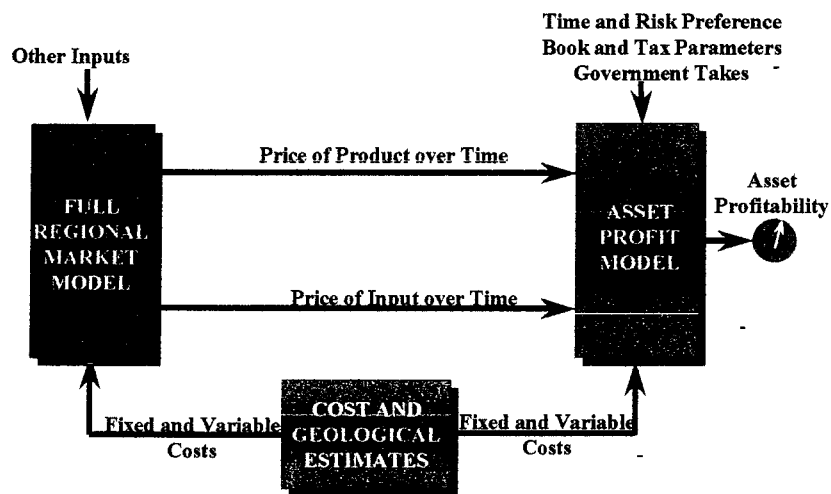 Time and Risk Preference
Book and Tax Parameters
Government Takes
Other Inputs
Price of Product over Time
FULL
REGIONAL
MARKET
MODEL
ASSET
PROFIT
MODEL
Asset
Profitability
Price of Input over Time
Fixed and Variable
Costs
COST AND
GEOLOGICAL
ESTIMATES
Fixed and Variable
Costs